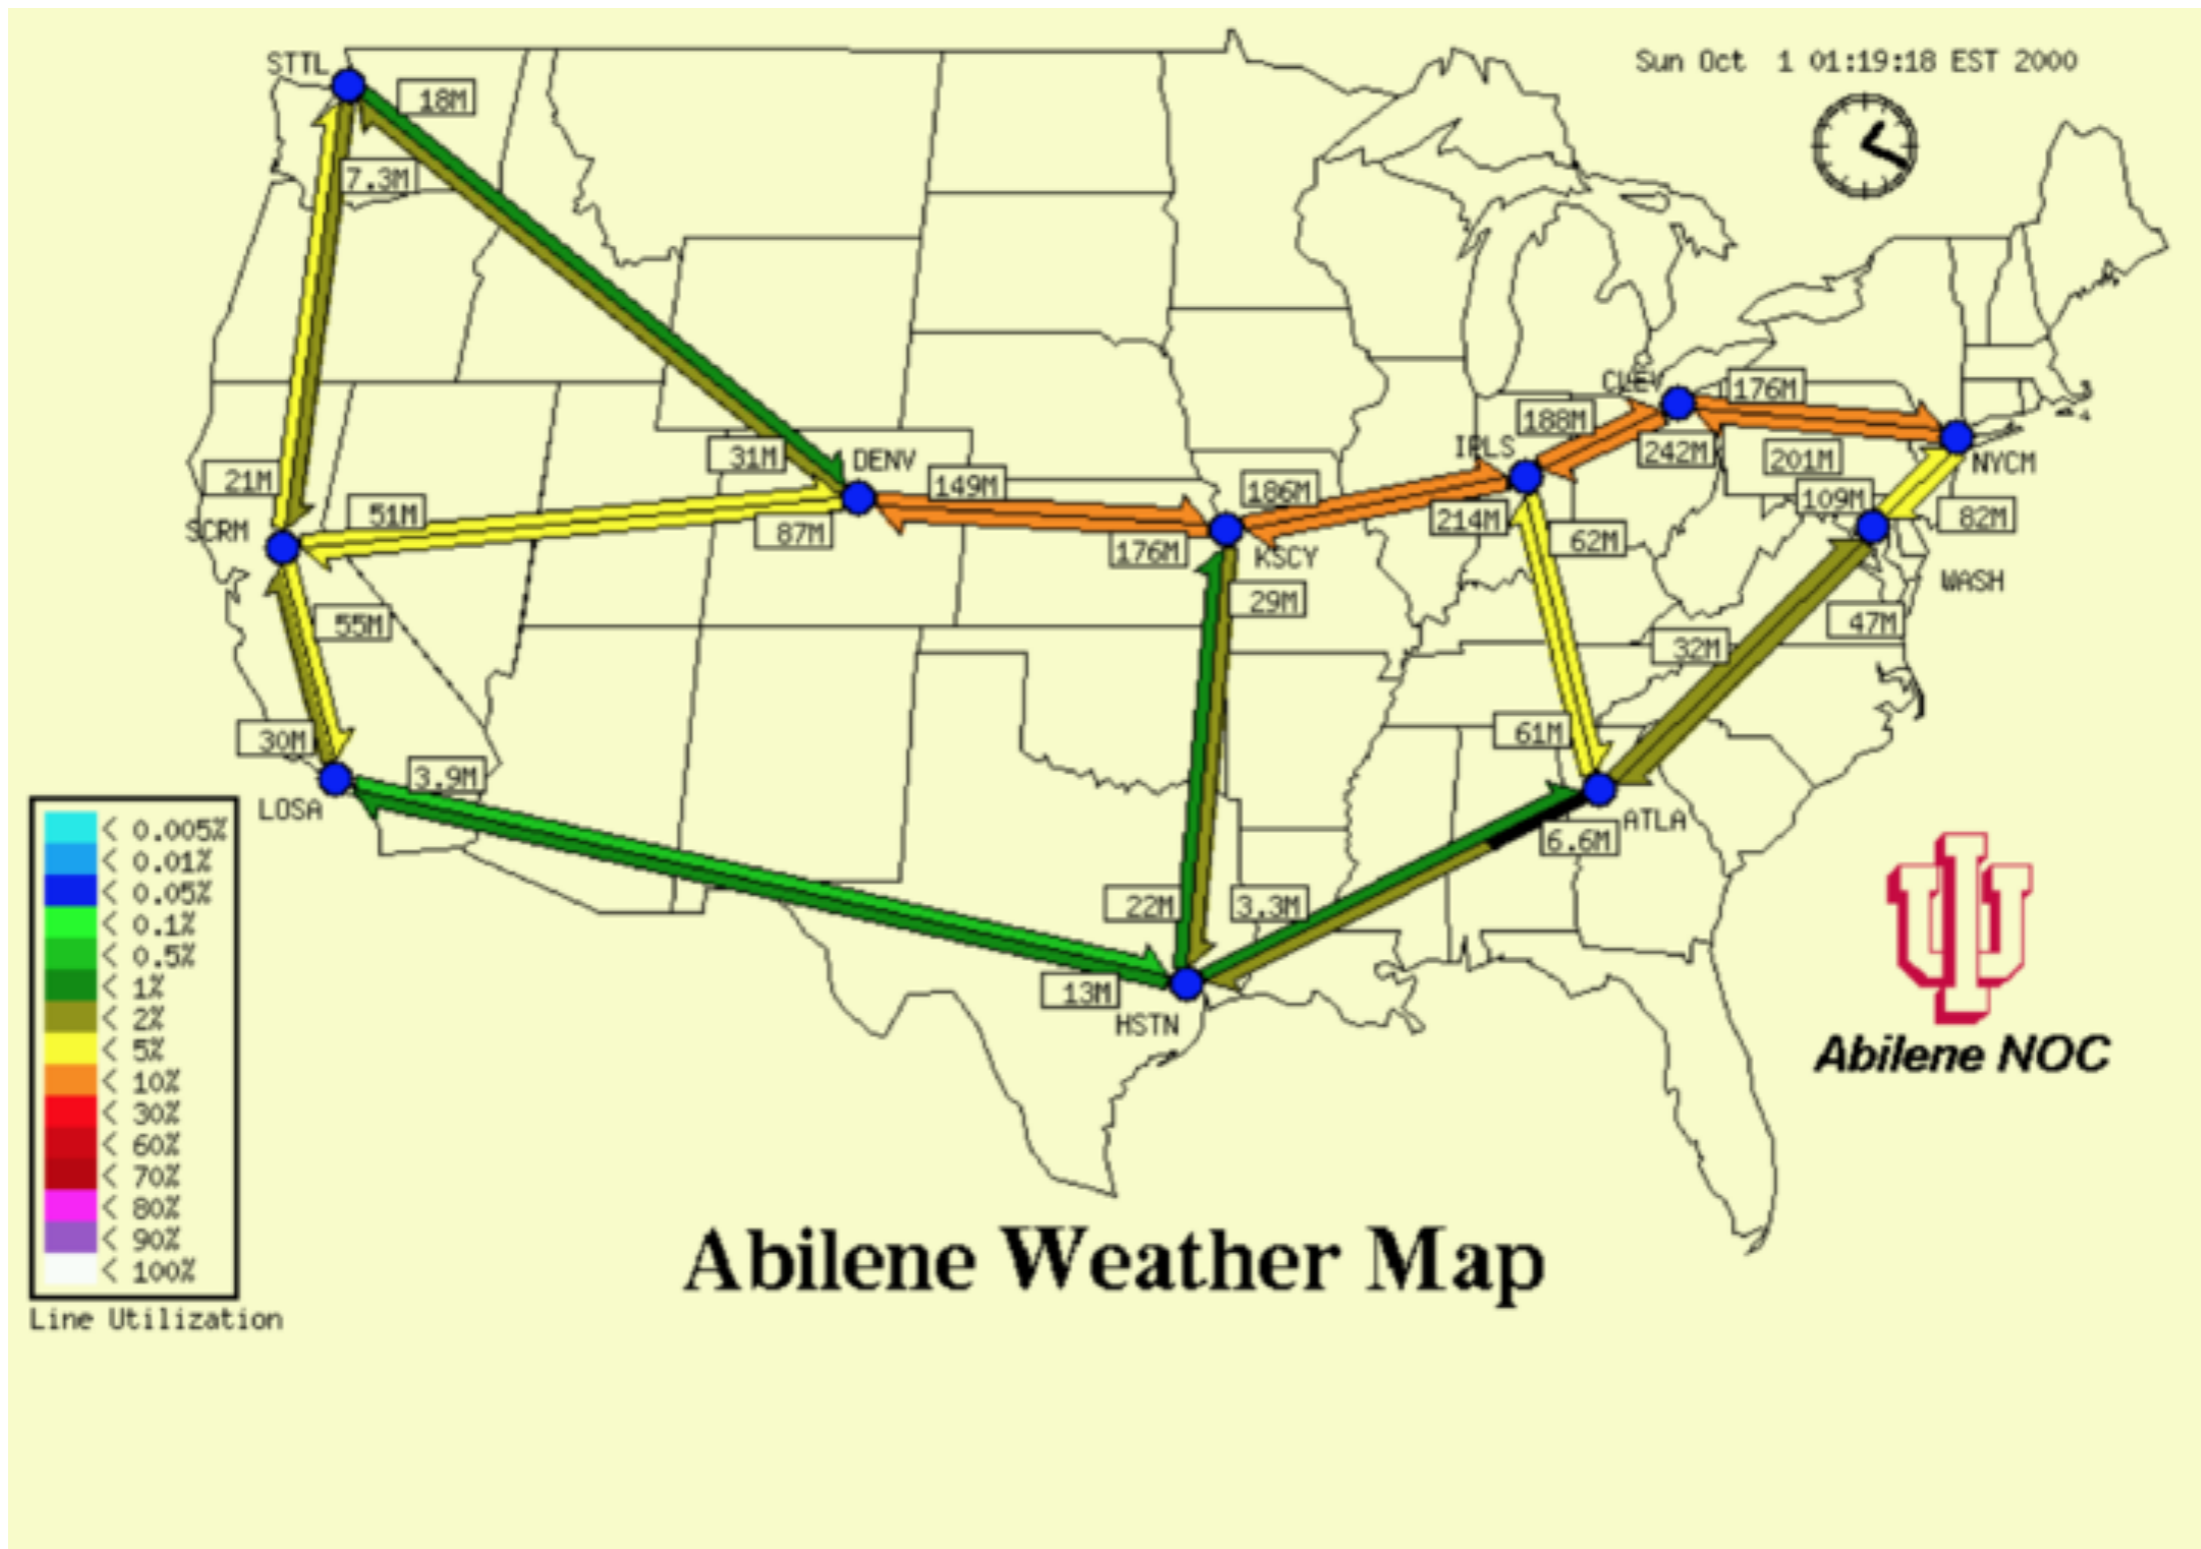 STTL
18M
Sun Oct 1 01:19:18 EST 2000
7.3M
CLEV
176M
188M
IPLS
242M
201M
NYCM
31M
DENV
149M
186M
109M
82M
21M
51M
SCRM
87M
176M
KSCY
214M
62M
WASH
29M
47M
55M
32M
30M
61M
3.9M
LOSA
ATLA
6.6M
22M
3.3M
13M
HSTN
< 0.005%
< 0.01%
< 0.05%
< 0.1%
< 0.5%
< 1%
< 2%
< 5%
< 10%
< 30%
< 60%
< 70%
< 80%
< 90%
< 100%
Line Utilization
Abilene NOC
Abilene Weather Map